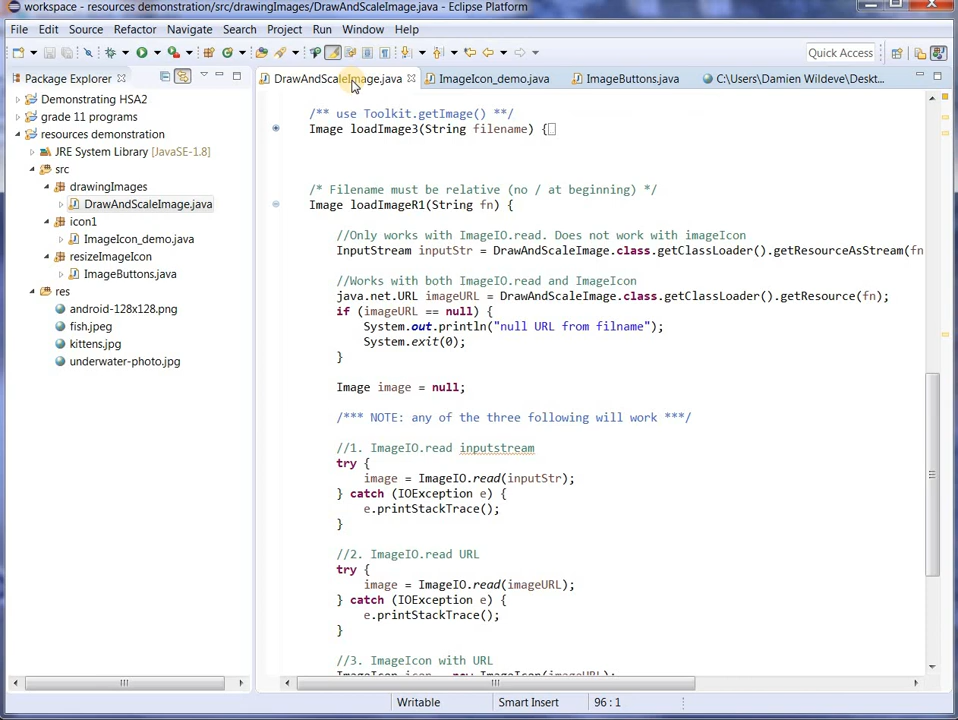 workspace - resources demonstration/src/drawingImages/DrawAndScaleImage.java - Eclipse Platform
File Edit Source Refactor Navigate Search Project Run Window Help
Quick Access
Package Explorer
DrawAndScaleImage.java
ImageIcon_demo.java
ImageButtons.java
C:\Users\Damien Wildeve\Deskt...
Demonstrating HSA2
grade 11 programs
resources demonstration
JRE System Library [JavaSE-1.8]
src
drawingImages
DrawAndScaleImage.java
icon1
ImageIcon_demo.java
resizeImageIcon
ImageButtons.java
res
android-128x128.png
fish.jpeg
kittens.jpg
underwater-photo.jpg
/** use Toolkit.getImage() **/
Image loadImage3(String filename) {
/* Filename must be relative (no / at beginning) */
Image loadImageR1(String fn) {
//Only works with ImageIO.read. Does not work with imageIcon
InputStream inputStr = DrawAndScaleImage.class.getClassLoader().getResourceAsStream(fn
//Works with both ImageIO.read and ImageIcon
java.net.URL imageURL = DrawAndScaleImage.class.getClassLoader().getResource(fn);
if (imageURL == null) {
System.out.println("null URL from filname");
System.exit(0);
}
Image image = null;
/*** NOTE: any of the three following will work ***/
//1. ImageIO.read inputstream
try {
image = ImageIO.read(inputStr);
} catch (IOException e) {
e.printStackTrace();
}
//2. ImageIO.read URL
try {
image = ImageIO.read(imageURL);
} catch (IOException e) {
e.printStackTrace();
}
//3. ImageIcon with URL
ImageIcon icon = new ImageIcon(imageURL);
Writable
Smart Insert
96 : 1